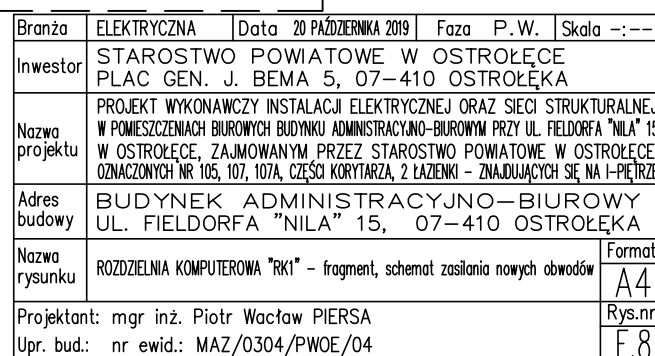 Branża ELEKTRYCZNA Data 20 PAŹDZIERNIKA 2019 Faza P.W. Skala -:--
Inwestor STAROSTWO POWIATOWE W OSTROŁĘCE
PLAC GEN. J. BEMA 5, 07-410 OSTROŁĘKA
Nazwa projektu PROJEKT WYKONAWCZY INSTALACJI ELEKTRYCZNEJ ORAZ SIECI STRUKTURALNEJ
W POMIESZCZENIACH BIUROWYCH BUDYNKU ADMINISTRACYJNO-BIUROWYM PRZY UL. FIELDORFA "NILA" 15
W OSTROŁĘCE, ZAJMOWANYM PRZEZ STAROSTWO POWIATOWE W OSTROŁĘCE
OZNACZONYCH NR 105, 107, 107A, CZĘŚCI KORYTARZA, 2 ŁAZIENKI - ZNAJDUJĄCYCH SIĘ NA I-PIĘTRZE
Adres budowy BUDYNEK ADMINISTRACYJNO-BIUROWY
UL. FIELDORFA "NILA" 15, 07-410 OSTROŁĘKA
Nazwa rysunku ROZDZIELNIA KOMPUTEROWA "RK1" - fragment, schemat zasilania nowych obwodów
Format
A4
Projektant: mgr inż. Piotr Wacław PIERSA
Upr. bud.: nr ewid.: MAZ/0304/PWOE/04
Rys.nr
E.8